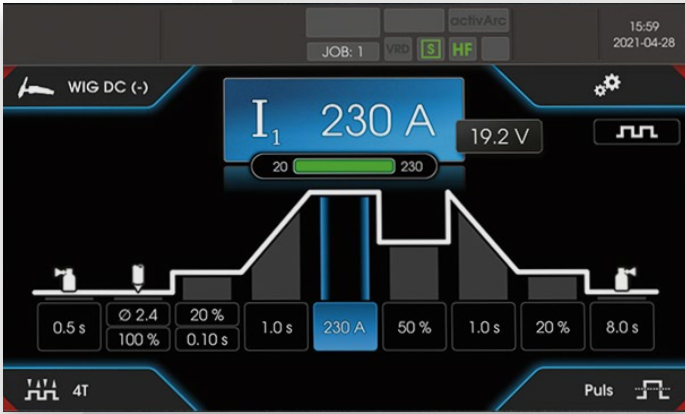 activArc
15:59
JOB: 1 VRD S HF
2021-04-28
WIG DC (-)
I1 230 A
19.2 V
20 230
0.5 s
Ø 2.4
100 %
20 %
0.10 s
1.0 s
230 A
50 %
1.0 s
20 %
8.0 s
4T
Puls